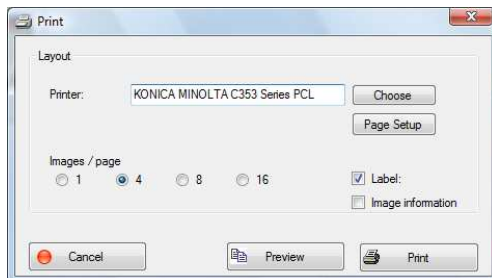 Print
Layout
Printer: KONICA MINOLTA C353 Series PCL Choose
Page Setup
Images / page
1 4 8 16 Label:
Image information
Cancel Preview Print